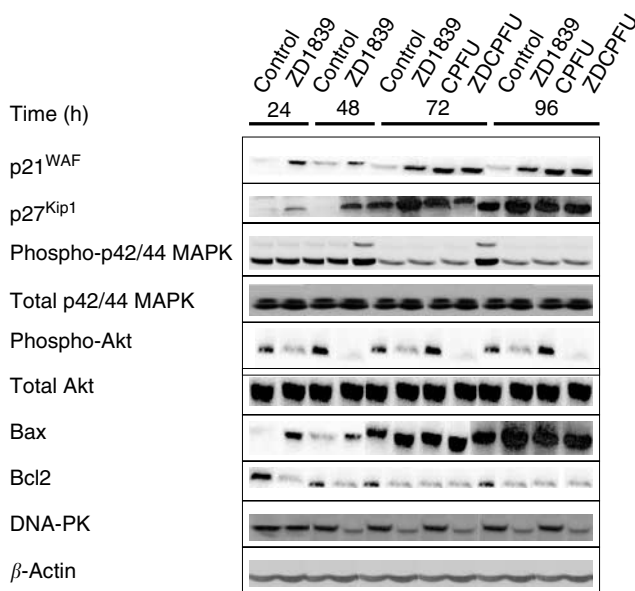 Control ZD1839 Control ZD1839 Control ZD1839 CPFU ZDCPFU Control ZD1839 CPFU ZDCPFU
Time (h) 24 48 72 96
p21WAF
p27Kip1
Phospho-p42/44 MAPK
Total p42/44 MAPK
Phospho-Akt
Total Akt
Bax
Bcl2
DNA-PK
β-Actin